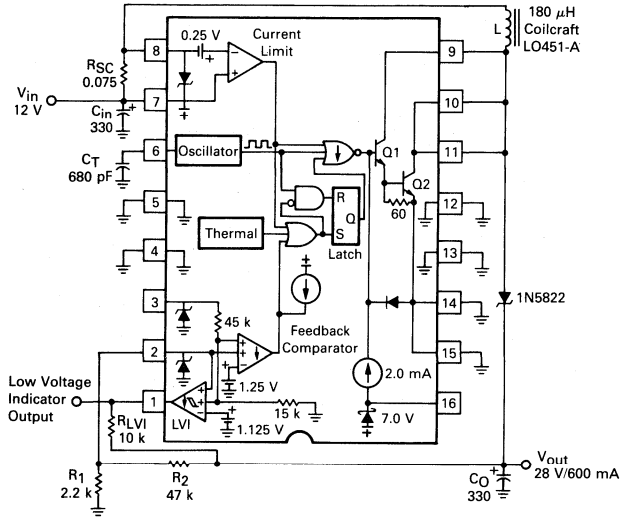 180 μH
Coilcraft
LO451-A
L
0.25 V
Current
Limit
8
9
RSC
0.075
Vin
12 V
7
10
Cin
330
+
6
Oscillator
11
CT
680 pF
Q1
Q2
60
5
12
R
Q
S
Latch
Thermal
4
13
3
14
1N5822
45 k
Feedback
Comparator
2
15
2.0 mA
1.25 V
Low Voltage
Indicator
Output
1
LVI
15 k
16
7.0 V
1.125 V
RLVI
10 k
R1
2.2 k
R2
47 k
Vout
28 V/600 mA
CO
330
+